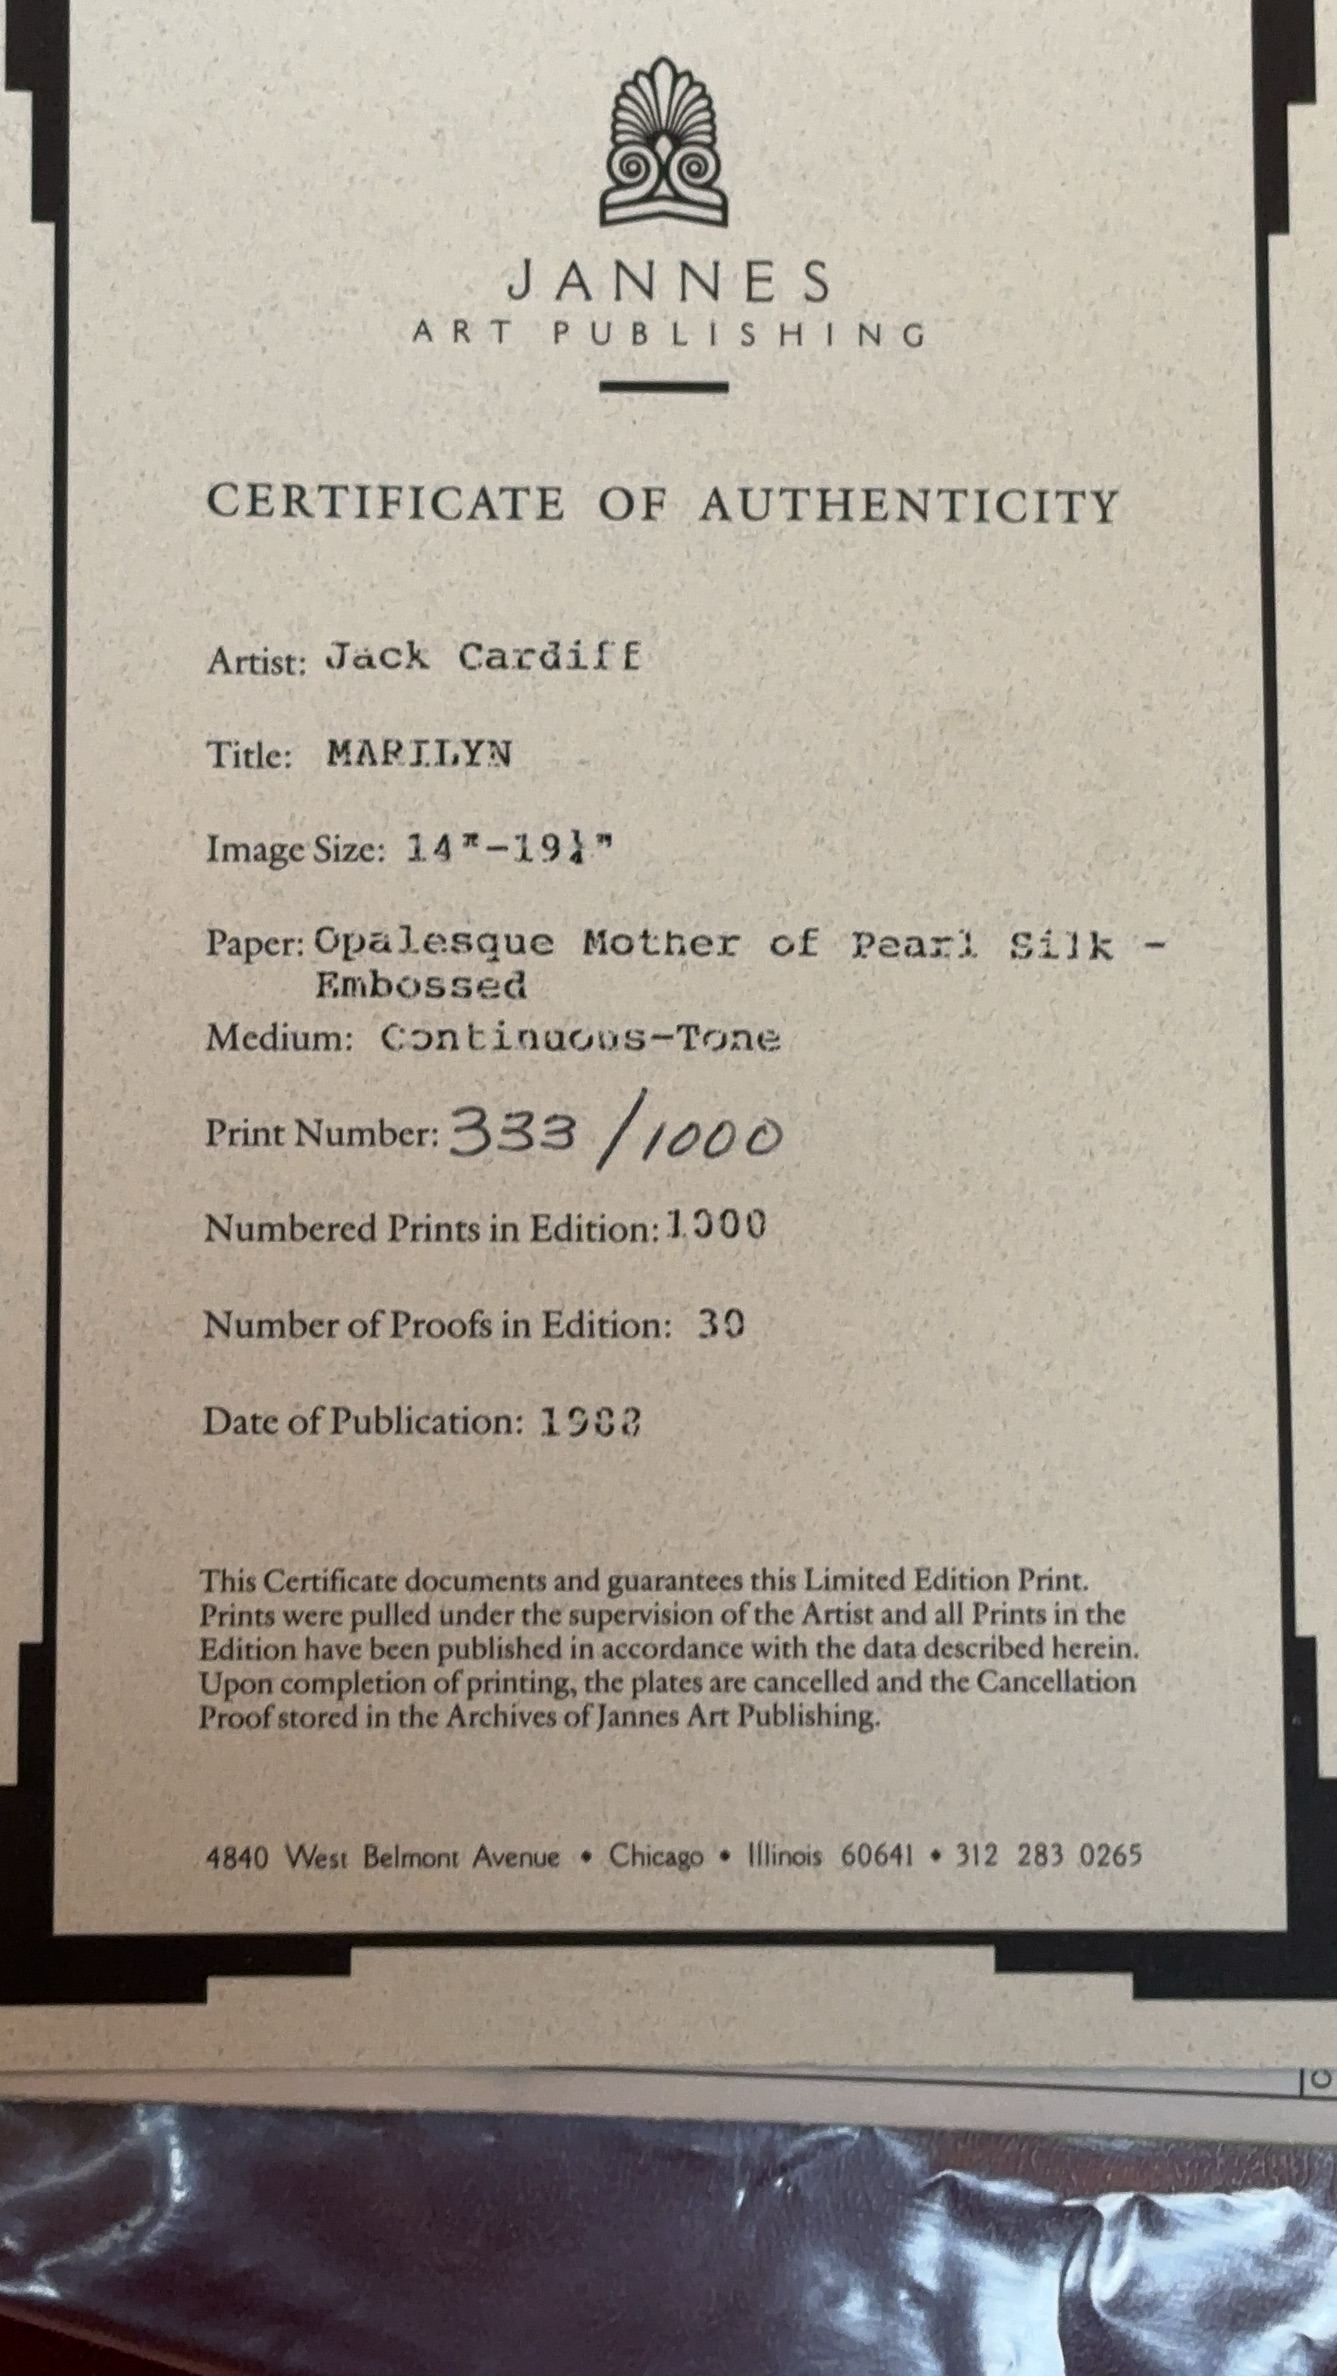 JANNES
ART PUBLISHING
CERTIFICATE OF AUTHENTICITY
Artist: Jack Cardiff
Title: MARILYN
Image Size: 14"-19
Paper: Opalesque Mother of Pearl Silk -
Embossed
Medium: Continuous-Tone
Print Number: 333/1000
Numbered Prints in Edition: 1000
Number of Proofs in Edition: 30
Date of Publication: 1988
This Certificate documents and guarantees this Limited Edition Print.
Prints were pulled under the supervision of the Artist and all Prints in the
Edition have been published in accordance with the data described herein.
Upon completion of printing, the plates are cancelled and the Cancellation
Proof stored in the Archives of Jannes Art Publishing.
4840 West Belmont Avenue • Chicago • Illinois 60641 • 312 283 0265